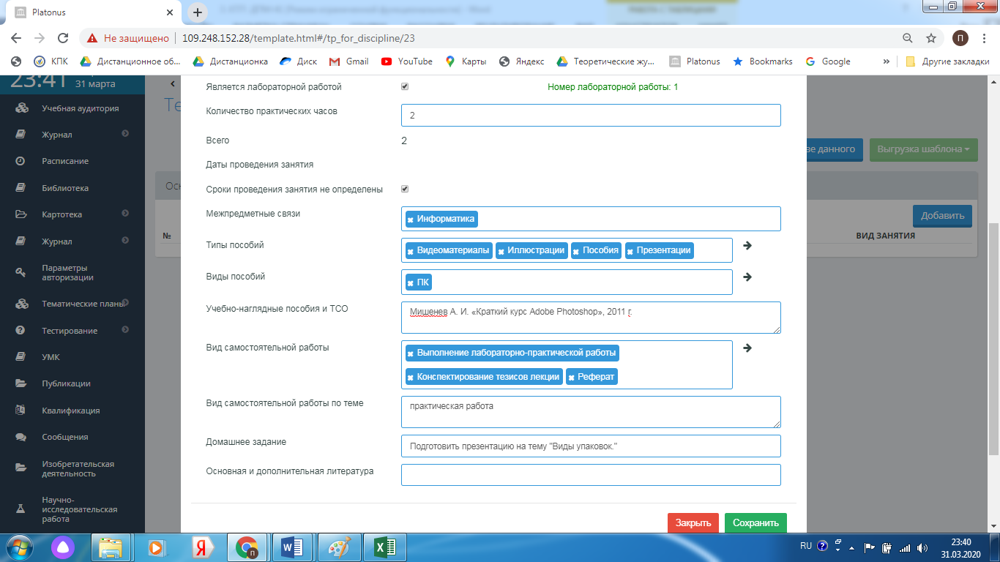 Platonus
Не защищено | 109.248.152.28/template.html#/tp_for_discipline/23
П
КПК
Дистанционное об...
Дистанционка
Диск
Gmail
YouTube
Карты
Яндекс
Теоретические жу...
Platonus
Bookmarks
Google
»
Другие закладки
23:41
31 марта
Учебная аудитория
Журнал
Расписание
Библиотека
Картотека
Журнал
Параметры
авторизации
Тематические планы
Тестирование
УМК
Публикации
Квалификация
Сообщения
Изобретательская
деятельность
Научно-
исследовательская
работа
данного
Выгрузка шаблона
Добавить
№
ВИД ЗАНЯТИЯ
Является лабораторной работой
Номер лабораторной работы: 1
Количество практических часов
2
Всего
2
Даты проведения занятия
Сроки проведения занятия не определены
Межпредметные связи
Информатика
Типы пособий
Видеоматериалы Иллюстрации Пособия Презентации
Виды пособий
ПК
Учебно-наглядные пособия и ТСО
Мишенев А. И. «Краткий курс Adobe Photoshop», 2011 г.
Вид самостоятельной работы
Выполнение лабораторно-практической работы
Конспектирование тезисов лекции Реферат
Вид самостоятельной работы по теме
практическая работа
Домашнее задание
Подготовить презентацию на тему "Виды упаковок."
Основная и дополнительная литература
Закрыть
Сохранить
RU
23:40
31.03.2020